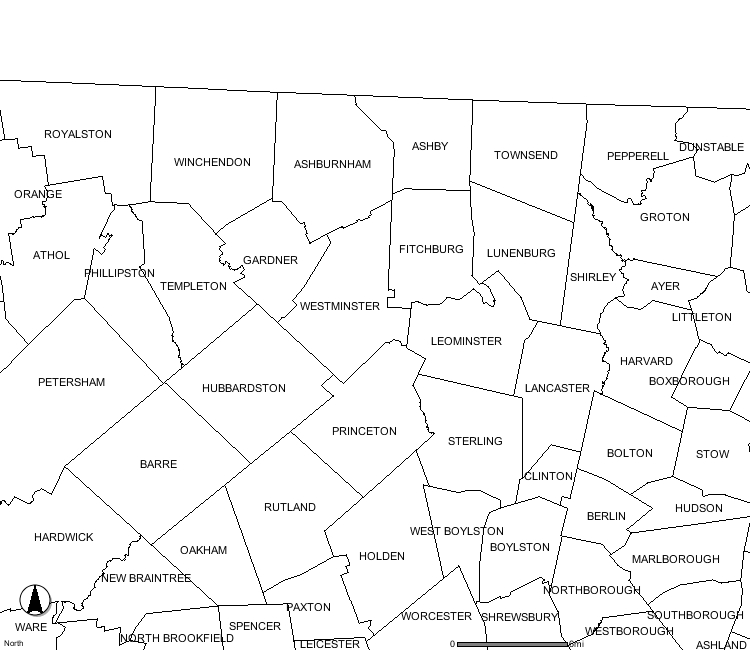 ROYALSTON
WINCHENDON
ASHBURNHAM
ASHBY
TOWNSEND
PEPPERELL
DUNSTABLE
ORANGE
GROTON
ATHOL
PHILLIPSTON
TEMPLETON
GARDNER
FITCHBURG
LUNENBURG
SHIRLEY
AYER
WESTMINSTER
LITTLETON
LEOMINSTER
HARVARD
BOXBOROUGH
PETERSHAM
HUBBARDSTON
LANCASTER
PRINCETON
STERLING
BOLTON
STOW
BARRE
CLINTON
RUTLAND
BERLIN
HUDSON
HARDWICK
OAKHAM
HOLDEN
WEST BOYLSTON
BOYLSTON
MARLBOROUGH
NEW BRAINTREE
NORTHBOROUGH
PAXTON
WORCESTER
SHREWSBURY
SOUTHBOROUGH
WARE
SPENCER
WESTBOROUGH
NORTH BROOKFIELD
LEICESTER
ASHLAND
North
0